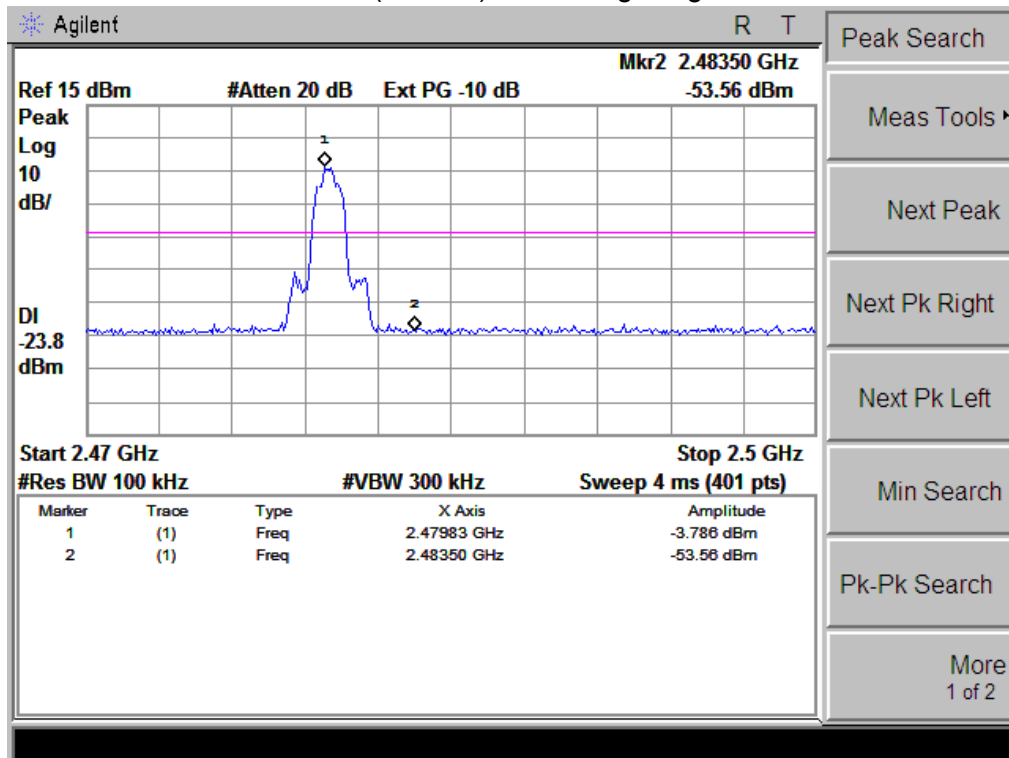 Agilent R T
Peak Search
Mkr2 2.48350 GHz
Ref 15 dBm #Atten 20 dB Ext PG -10 dB -53.56 dBm
Peak
Log
10
dB/
1
2
DI
-23.8
dBm
Start 2.47 GHz Stop 2.5 GHz
#Res BW 100 kHz #VBW 300 kHz Sweep 4 ms (401 pts)
Marker Trace Type X Axis Amplitude
1 (1) Freq 2.47983 GHz -3.786 dBm
2 (1) Freq 2.48350 GHz -53.56 dBm
Meas Tools
Next Peak
Next Pk Right
Next Pk Left
Min Search
Pk-Pk Search
More
1 of 2